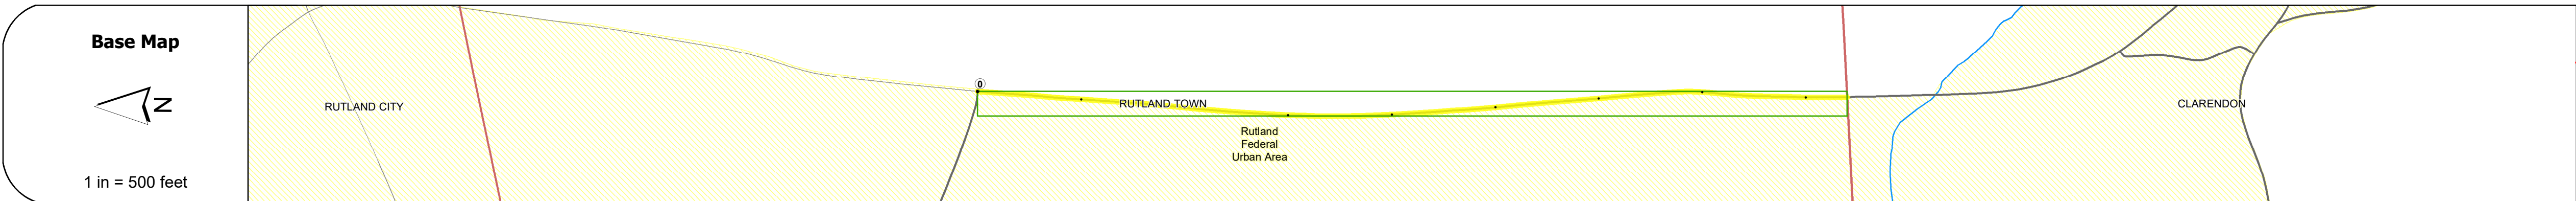 Base Map
N
1 in = 500 feet
RUTLAND CITY
0
RUTLAND TOWN
Rutland
Federal
Urban Area
CLARENDON